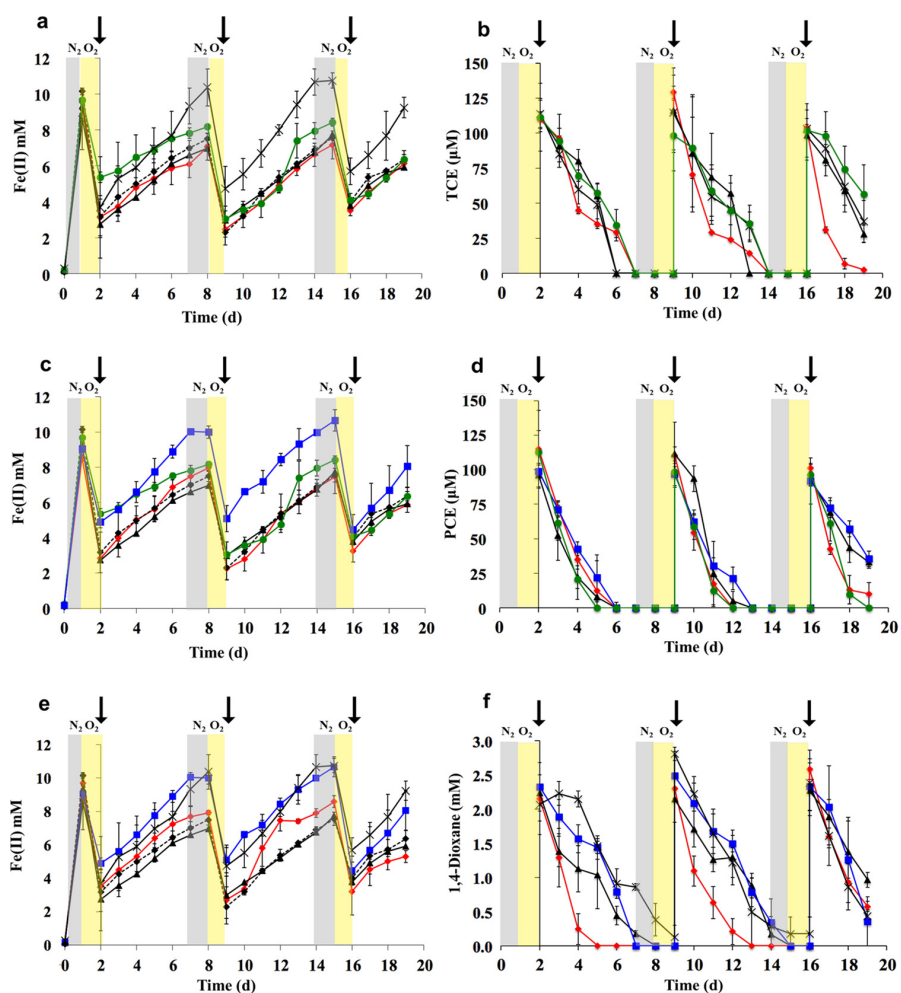 a
N2 O2 N2 O2 N2 O2
Fe(II) mM
12
10
8
6
4
2
0
0 2 4 6 8 10 12 14 16 18 20
Time (d)
b
N2 O2 N2 O2 N2 O2
TCE (µM)
150
125
100
75
50
25
0
0 2 4 6 8 10 12 14 16 18 20
Time (d)
c
N2 O2 N2 O2 N2 O2
Fe(II) mM
12
10
8
6
4
2
0
0 2 4 6 8 10 12 14 16 18 20
Time (d)
d
N2 O2 N2 O2 N2 O2
PCE (µM)
150
125
100
75
50
25
0
0 2 4 6 8 10 12 14 16 18 20
Time (d)
e
N2 O2 N2 O2 N2 O2
Fe(II) mM
12
10
8
6
4
2
0
0 2 4 6 8 10 12 14 16 18 20
Time (d)
f
N2 O2 N2 O2 N2 O2
1,4-Dioxane (mM)
3.0
2.5
2.0
1.5
1.0
0.5
0.0
0 2 4 6 8 10 12 14 16 18 20
Time (d)